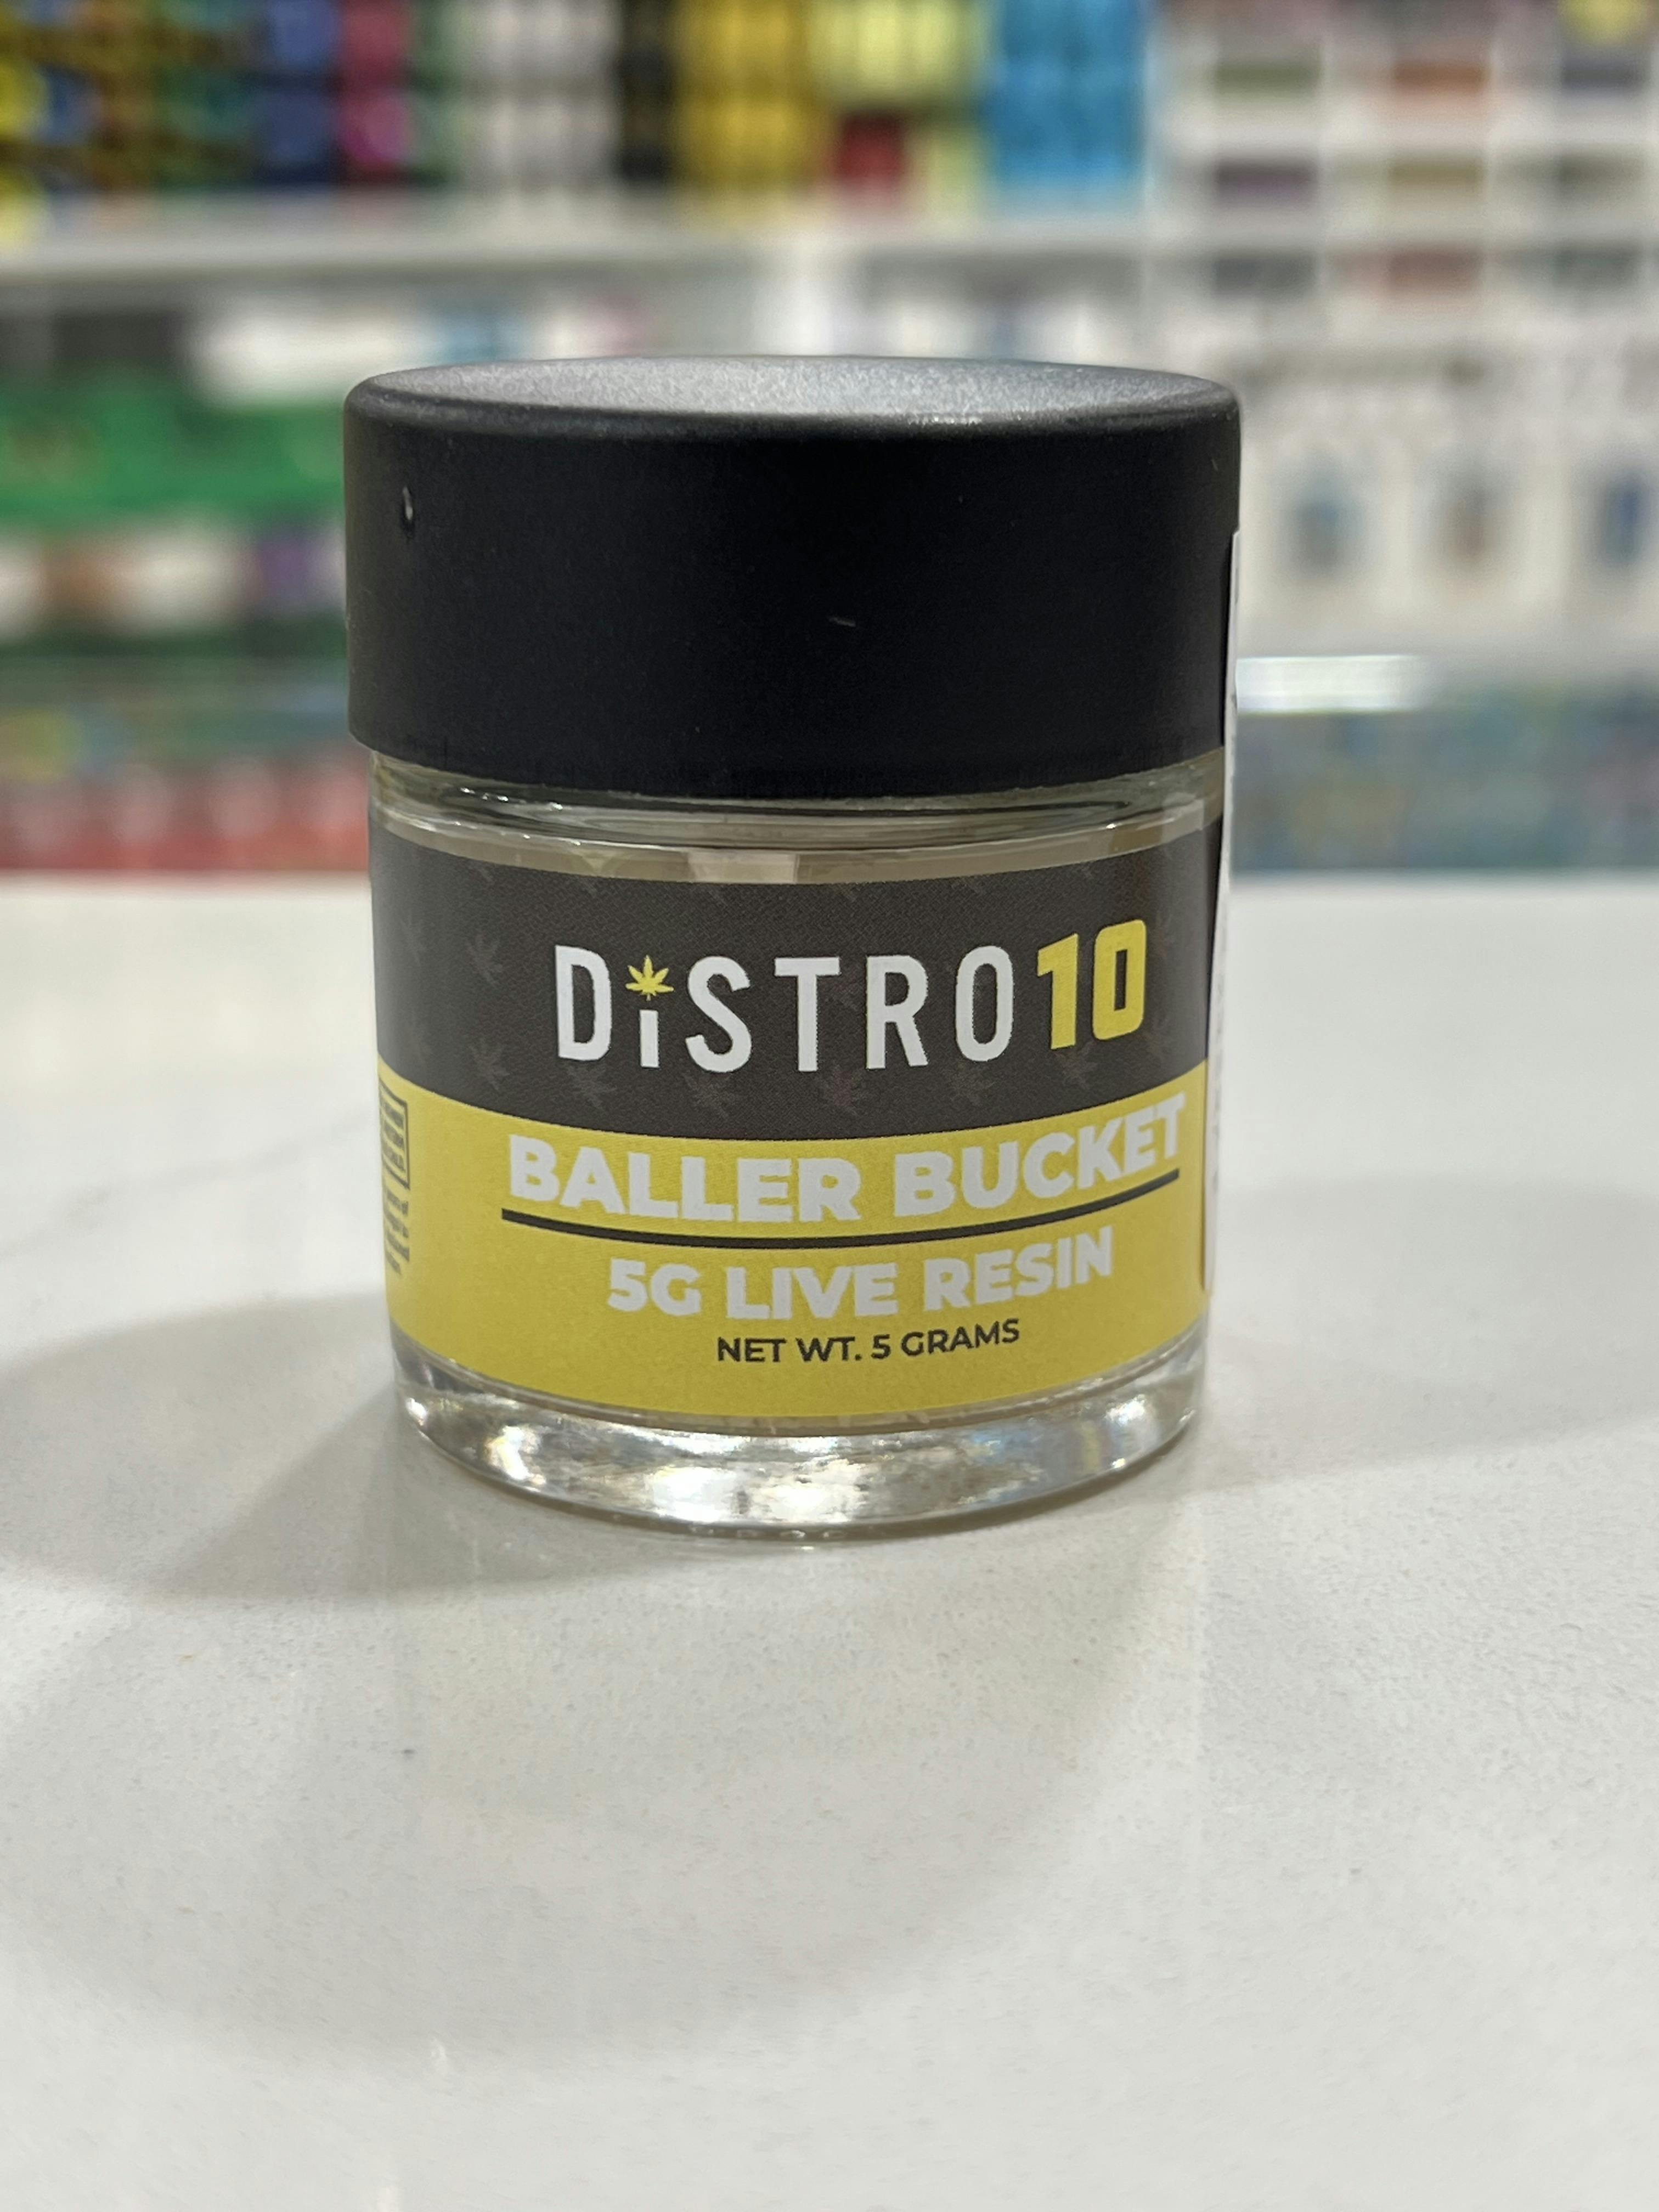 DiSTRO10
BALLER BUCKET
5G LIVE RESIN
NET WT. 5 GRAMS